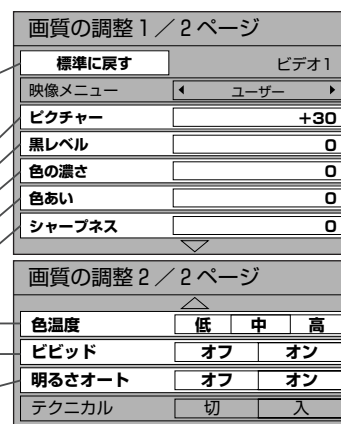 画質の調整1／2ページ
標準に戻す ビデオ1
映像メニュー ユーザー
ピクチャー +30
黒レベル 0
色の濃さ 0
色あい 0
シャープネス 0
画質の調整2／2ページ
色温度 低 中 高
ビビッド オフ オン
明るさオート オフ オン
テクニカル 切 入